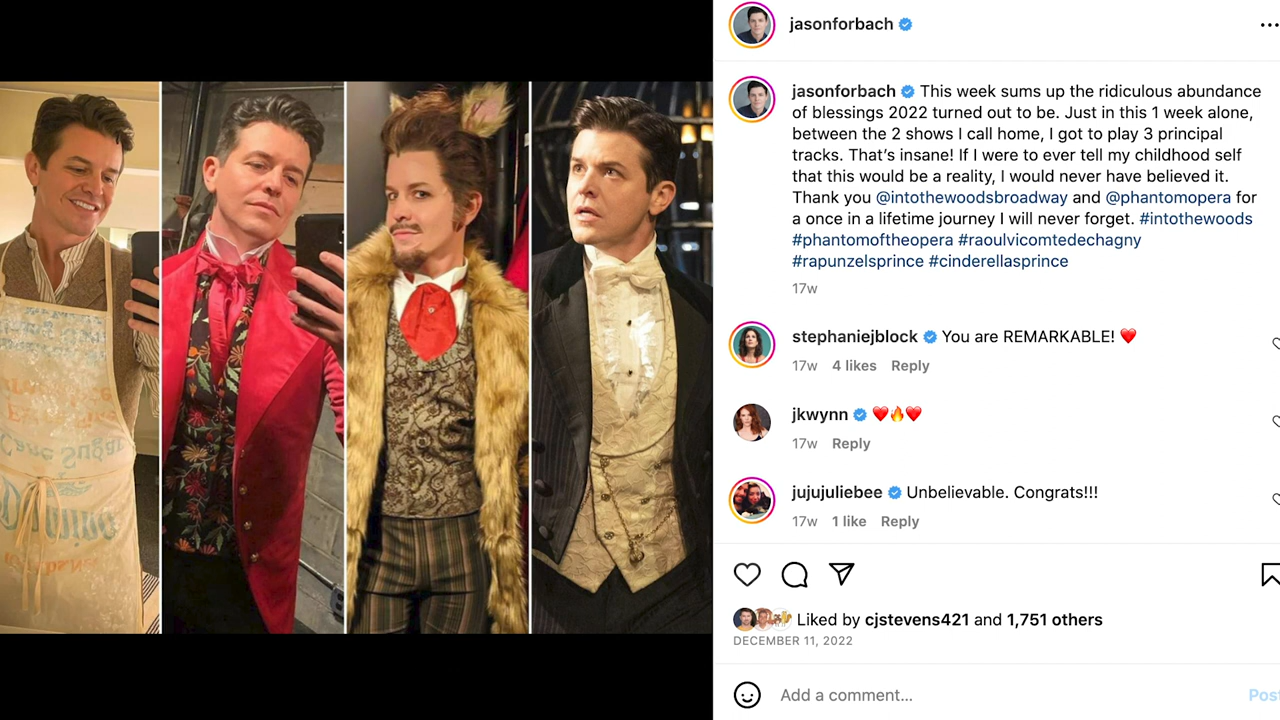 Cane Sugar
Domino
jasonforbach
jasonforbach This week sums up the ridiculous abundance
of blessings 2022 turned out to be. Just in this 1 week alone,
between the 2 shows I call home, I got to play 3 principal
tracks. That’s insane! If I were to ever tell my childhood self
that this would be a reality, I would never have believed it.
Thank you @intothewoodsbroadway and @phantomopera for
a once in a lifetime journey I will never forget. #intothewoods
#phantomoftheopera #raoulvicomtedechagny
#rapunzelsprince #cinderellasprince
17w
stephaniejblock You are REMARKABLE! ❤️
17w 4 likes Reply
jkwynn ❤️🔥❤️
17w Reply
jujujuliebee Unbelievable. Congrats!!!
17w 1 like Reply
Liked by cjstevens421 and 1,751 others
DECEMBER 11, 2022
Add a comment...
Post